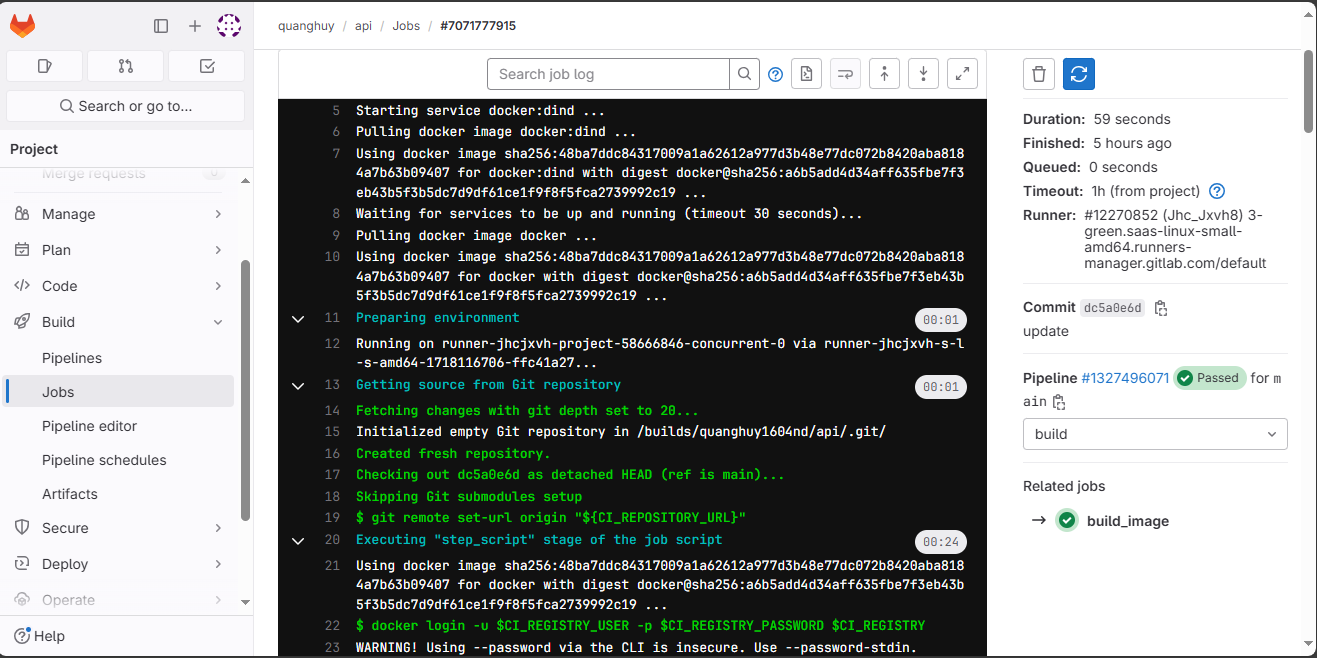 quanghuy / api / Jobs / #7071777915
Search or go to...
Project
Merge requests 0
Manage
Plan
Code
Build
Pipelines
Jobs
Pipeline editor
Pipeline schedules
Artifacts
Secure
Deploy
Operate
Help
Search job log
5 Starting service docker:dind ...
6 Pulling docker image docker:dind ...
7 Using docker image sha256:48ba7ddc84317009a1a62612a977d3b48e77dc072b8420aba818
4a7b63b09407 for docker:dind with digest docker@sha256:a6b5add4d34aff635fbe7f3
eb43b5f3b5dc7d9df61ce1f9f8f5fca2739992c19 ...
8 Waiting for services to be up and running (timeout 30 seconds)...
9 Pulling docker image docker ...
10 Using docker image sha256:48ba7ddc84317009a1a62612a977d3b48e77dc072b8420aba818
4a7b63b09407 for docker with digest docker@sha256:a6b5add4d34aff635fbe7f3eb43b
5f3b5dc7d9df61ce1f9f8f5fca2739992c19 ...
11 Preparing environment 00:01
12 Running on runner-jhcjxvh-project-58666846-concurrent-0 via runner-jhcjxvh-s-l
-s-amd64-1718116706-ffc41a27...
13 Getting source from Git repository 00:01
14 Fetching changes with git depth set to 20...
15 Initialized empty Git repository in /builds/quanghuy1604nd/api/.git/
16 Created fresh repository.
17 Checking out dc5a0e6d as detached HEAD (ref is main)...
18 Skipping Git submodules setup
19 $ git remote set-url origin "${CI_REPOSITORY_URL}"
20 Executing "step_script" stage of the job script 00:24
21 Using docker image sha256:48ba7ddc84317009a1a62612a977d3b48e77dc072b8420aba818
4a7b63b09407 for docker with digest docker@sha256:a6b5add4d34aff635fbe7f3eb43b
5f3b5dc7d9df61ce1f9f8f5fca2739992c19 ...
22 $ docker login -u $CI_REGISTRY_USER -p $CI_REGISTRY_PASSWORD $CI_REGISTRY
23 WARNING! Using --password via the CLI is insecure. Use --password-stdin.
Duration: 59 seconds
Finished: 5 hours ago
Queued: 0 seconds
Timeout: 1h (from project)
Runner: #12270852 (Jhc_Jxvh8) 3-
green.saas-linux-small-
amd64.runners-
manager.gitlab.com/default
Commit dc5a0e6d
update
Pipeline #1327496071 Passed for m
ain
build
Related jobs
→ build_image